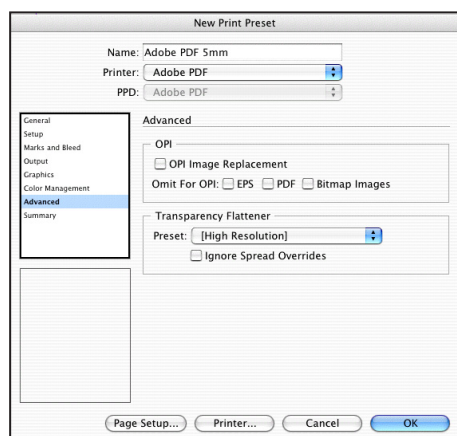 New Print Preset
Name: Adobe PDF 5mm
Printer: Adobe PDF
PPD: Adobe PDF
General
Setup
Marks and Bleed
Output
Graphics
Color Management
Advanced
Summary
Advanced
OPI
OPI Image Replacement
Omit For OPI: EPS PDF Bitmap Images
Transparency Flattener
Preset: [High Resolution]
Ignore Spread Overrides
Page Setup... Printer... Cancel OK